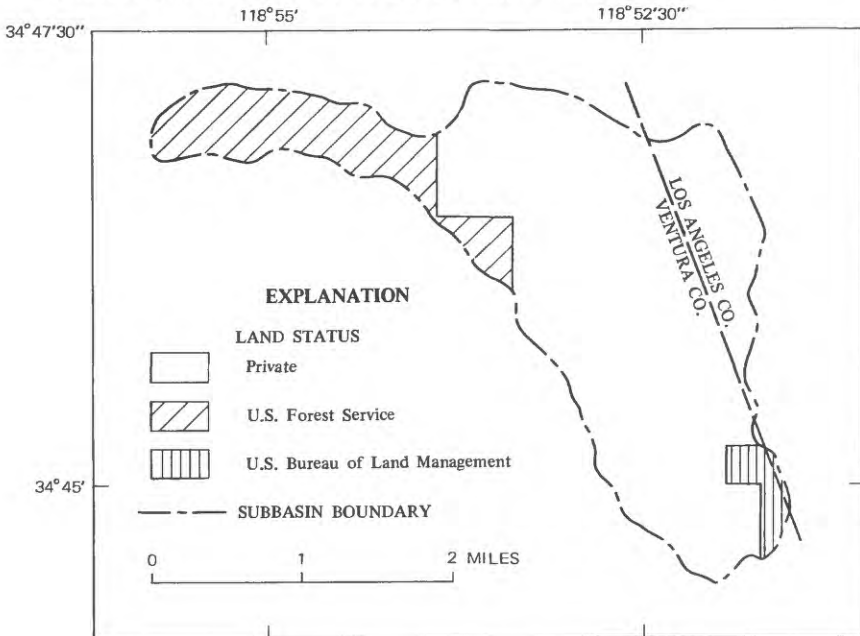 118°55' 118°52'30"
34°47'30"
LOS ANGELES CO.
VENTURA CO.
EXPLANATION
LAND STATUS
Private
U.S. Forest Service
U.S. Bureau of Land Management
34°45'
SUBBASIN BOUNDARY
0 1 2 MILES